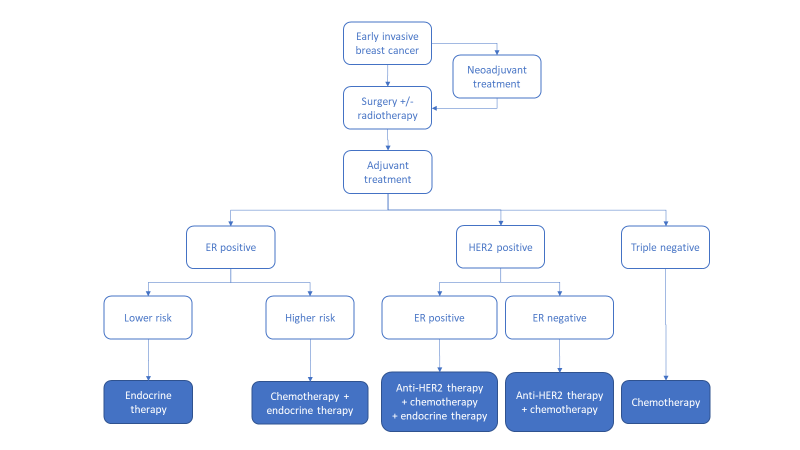 Early invasive
breast cancer
Neoadjuvant
treatment
Surgery +/-
radiotherapy
Adjuvant
treatment
ER positive
HER2 positive
Triple negative
Lower risk
Higher risk
ER positive
ER negative
Endocrine
therapy
Chemotherapy +
endocrine therapy
Anti-HER2 therapy
+ chemotherapy
+ endocrine therapy
Anti-HER2 therapy
+ chemotherapy
Chemotherapy